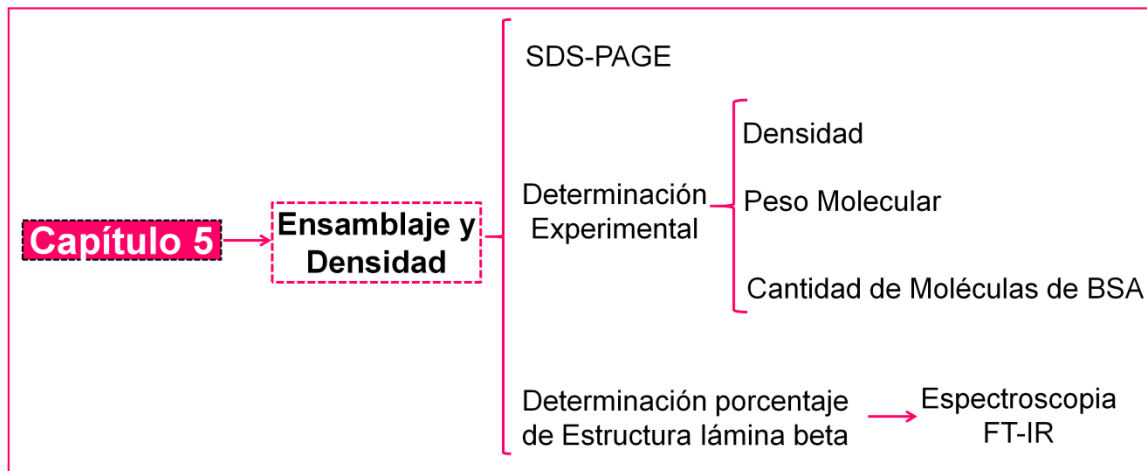 Capítulo 5
Ensamblaje y
Densidad
SDS-PAGE
Determinación
Experimental
Densidad
Peso Molecular
Cantidad de Moléculas de BSA
Determinación porcentaje
de Estructura lámina beta
Espectroscopia
FT-IR